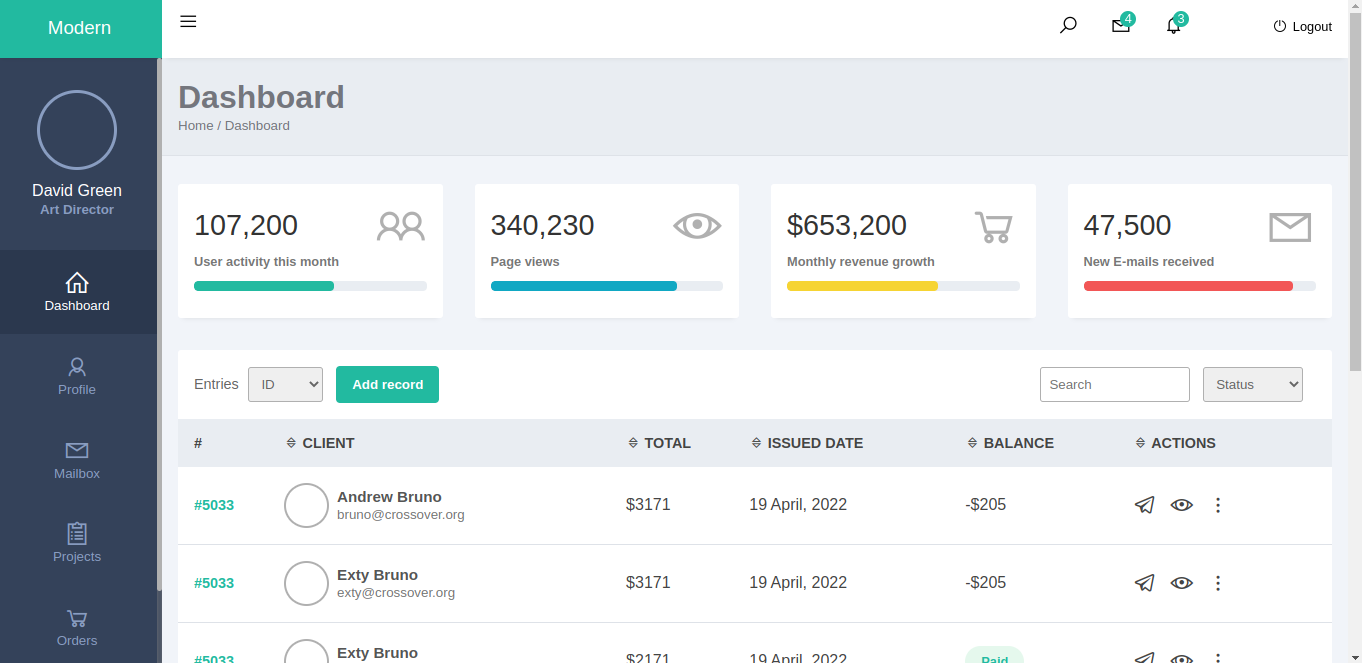 Modern
4
3
Logout
David Green
Art Director
Dashboard
Profile
Mailbox
Projects
Orders
Dashboard
Home / Dashboard
107,200
User activity this month
340,230
Page views
$653,200
Monthly revenue growth
47,500
New E-mails received
Entries ID Add record Search Status
# CLIENT TOTAL ISSUED DATE BALANCE ACTIONS
#5033 Andrew Bruno $3171 19 April, 2022 -$205
bruno@crossover.org
#5033 Exty Bruno $3171 19 April, 2022 -$205
exty@crossover.org
#5033 Exty Bruno $2171 19 April, 2022 Paid